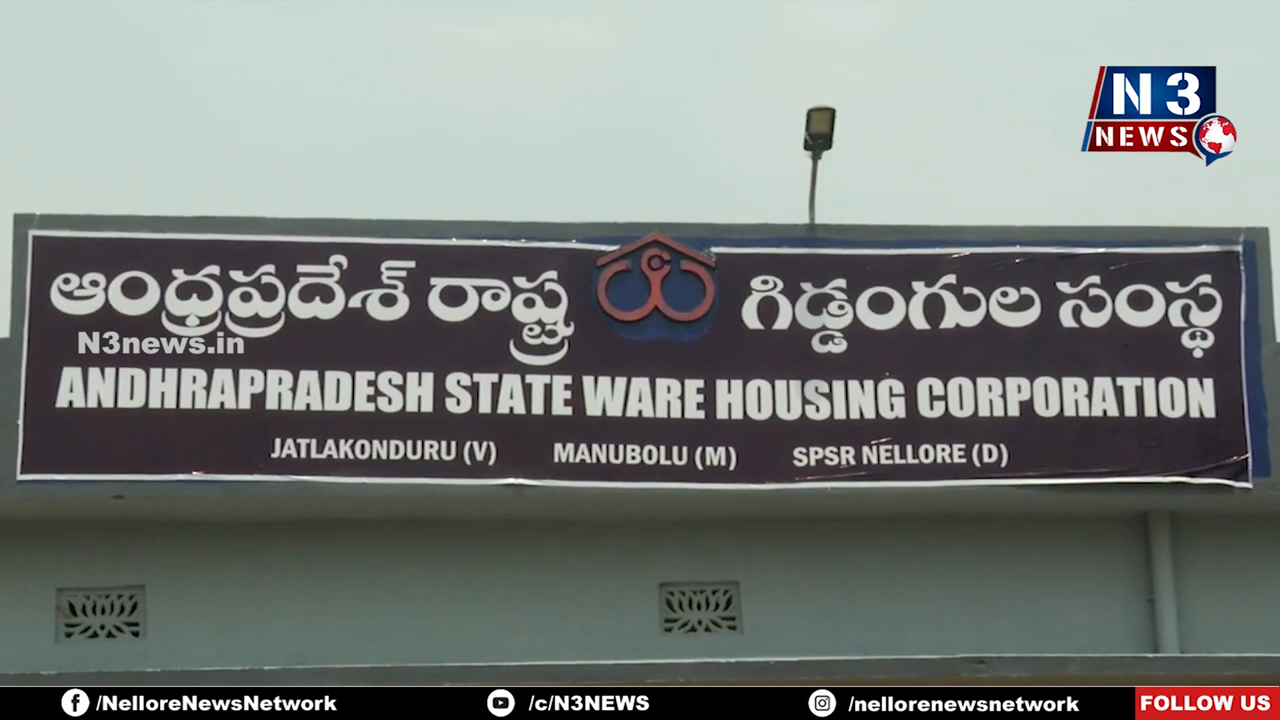 N3
NEWS
ఆంధ్రప్రదేశ్ రాష్ట్ర గిడ్డంగుల సంస్థ
N3news.in
ANDHRAPRADESH STATE WARE HOUSING CORPORATION
JATLAKONDURU (V) MANUBOLU (M) SPSR NELLORE (D)
/NelloreNewsNetwork /c/N3NEWS /nellorenewsnetwork FOLLOW US